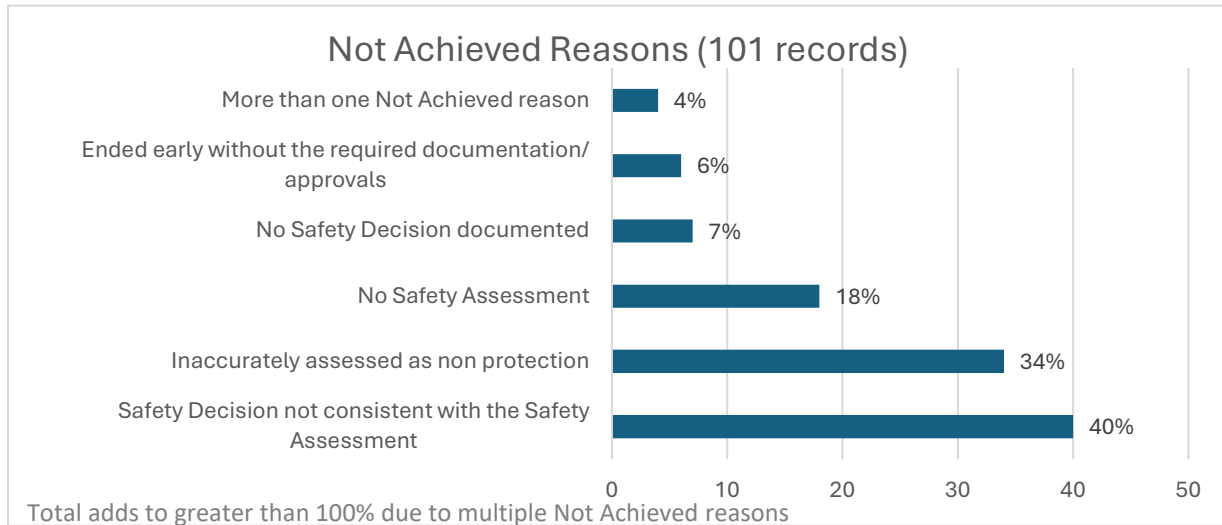 Not Achieved Reasons (101 records)
More than one Not Achieved reason
4%
Ended early without the required documentation/
approvals
6%
No Safety Decision documented
7%
No Safety Assessment
18%
Inaccurately assessed as non protection
34%
Safety Decision not consistent with the Safety
Assessment
40%
0 10 20 30 40 50
Total adds to greater than 100% due to multiple Not Achieved reasons